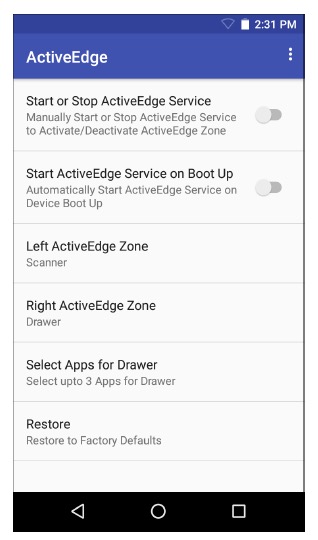 2:31 PM
ActiveEdge
Start or Stop ActiveEdge Service
Manually Start or Stop ActiveEdge Service
to Activate/Deactivate ActiveEdge Zone
Start ActiveEdge Service on Boot Up
Automatically Start ActiveEdge Service on
Device Boot Up
Left ActiveEdge Zone
Scanner
Right ActiveEdge Zone
Drawer
Select Apps for Drawer
Select upto 3 Apps for Drawer
Restore
Restore to Factory Defaults